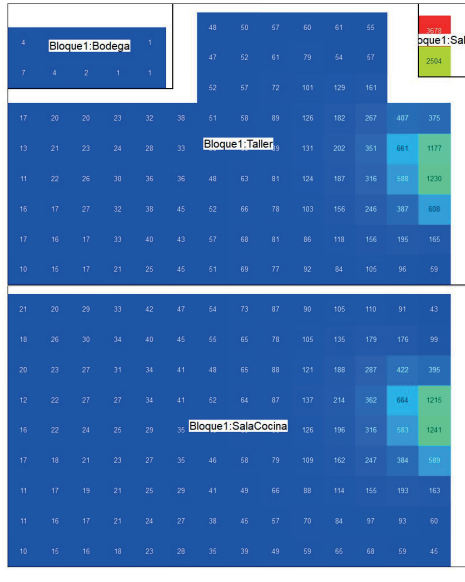 48 50 57 60 61 55
3678
4 Bloque1:Bodega 1
oque1:Sal
47 52 61 79 54 57
2504
7 4 2 1 1
52 57 72 101 129 161
17 20 20 23 32 38 51 58 89 126 182 267 407 375
13 21 23 24 28 33 Bloque1:Taller 131 202 351 661 1177
11 22 26 30 36 36 48 63 81 124 187 316 588 1230
16 17 27 32 38 45 52 66 78 103 156 246 387 608
17 16 17 33 40 43 57 68 81 86 118 156 195 165
10 15 17 21 25 45 51 69 77 92 84 105 96 59
21 20 29 33 42 47 54 73 87 90 105 110 91 43
18 26 30 34 40 45 55 65 78 105 135 179 176 99
20 23 27 31 34 41 48 65 88 121 188 287 422 395
12 22 27 27 34 41 52 64 87 137 214 362 664 1215
16 22 24 25 29 35 Bloque1:SalaCocina 126 196 316 583 1241
17 18 21 23 27 36 46 58 79 109 162 247 384 589
11 17 19 21 25 29 41 49 66 88 114 155 193 163
11 16 17 21 24 27 38 45 57 70 84 97 93 60
10 15 16 18 23 28 35 39 49 59 65 68 59 45